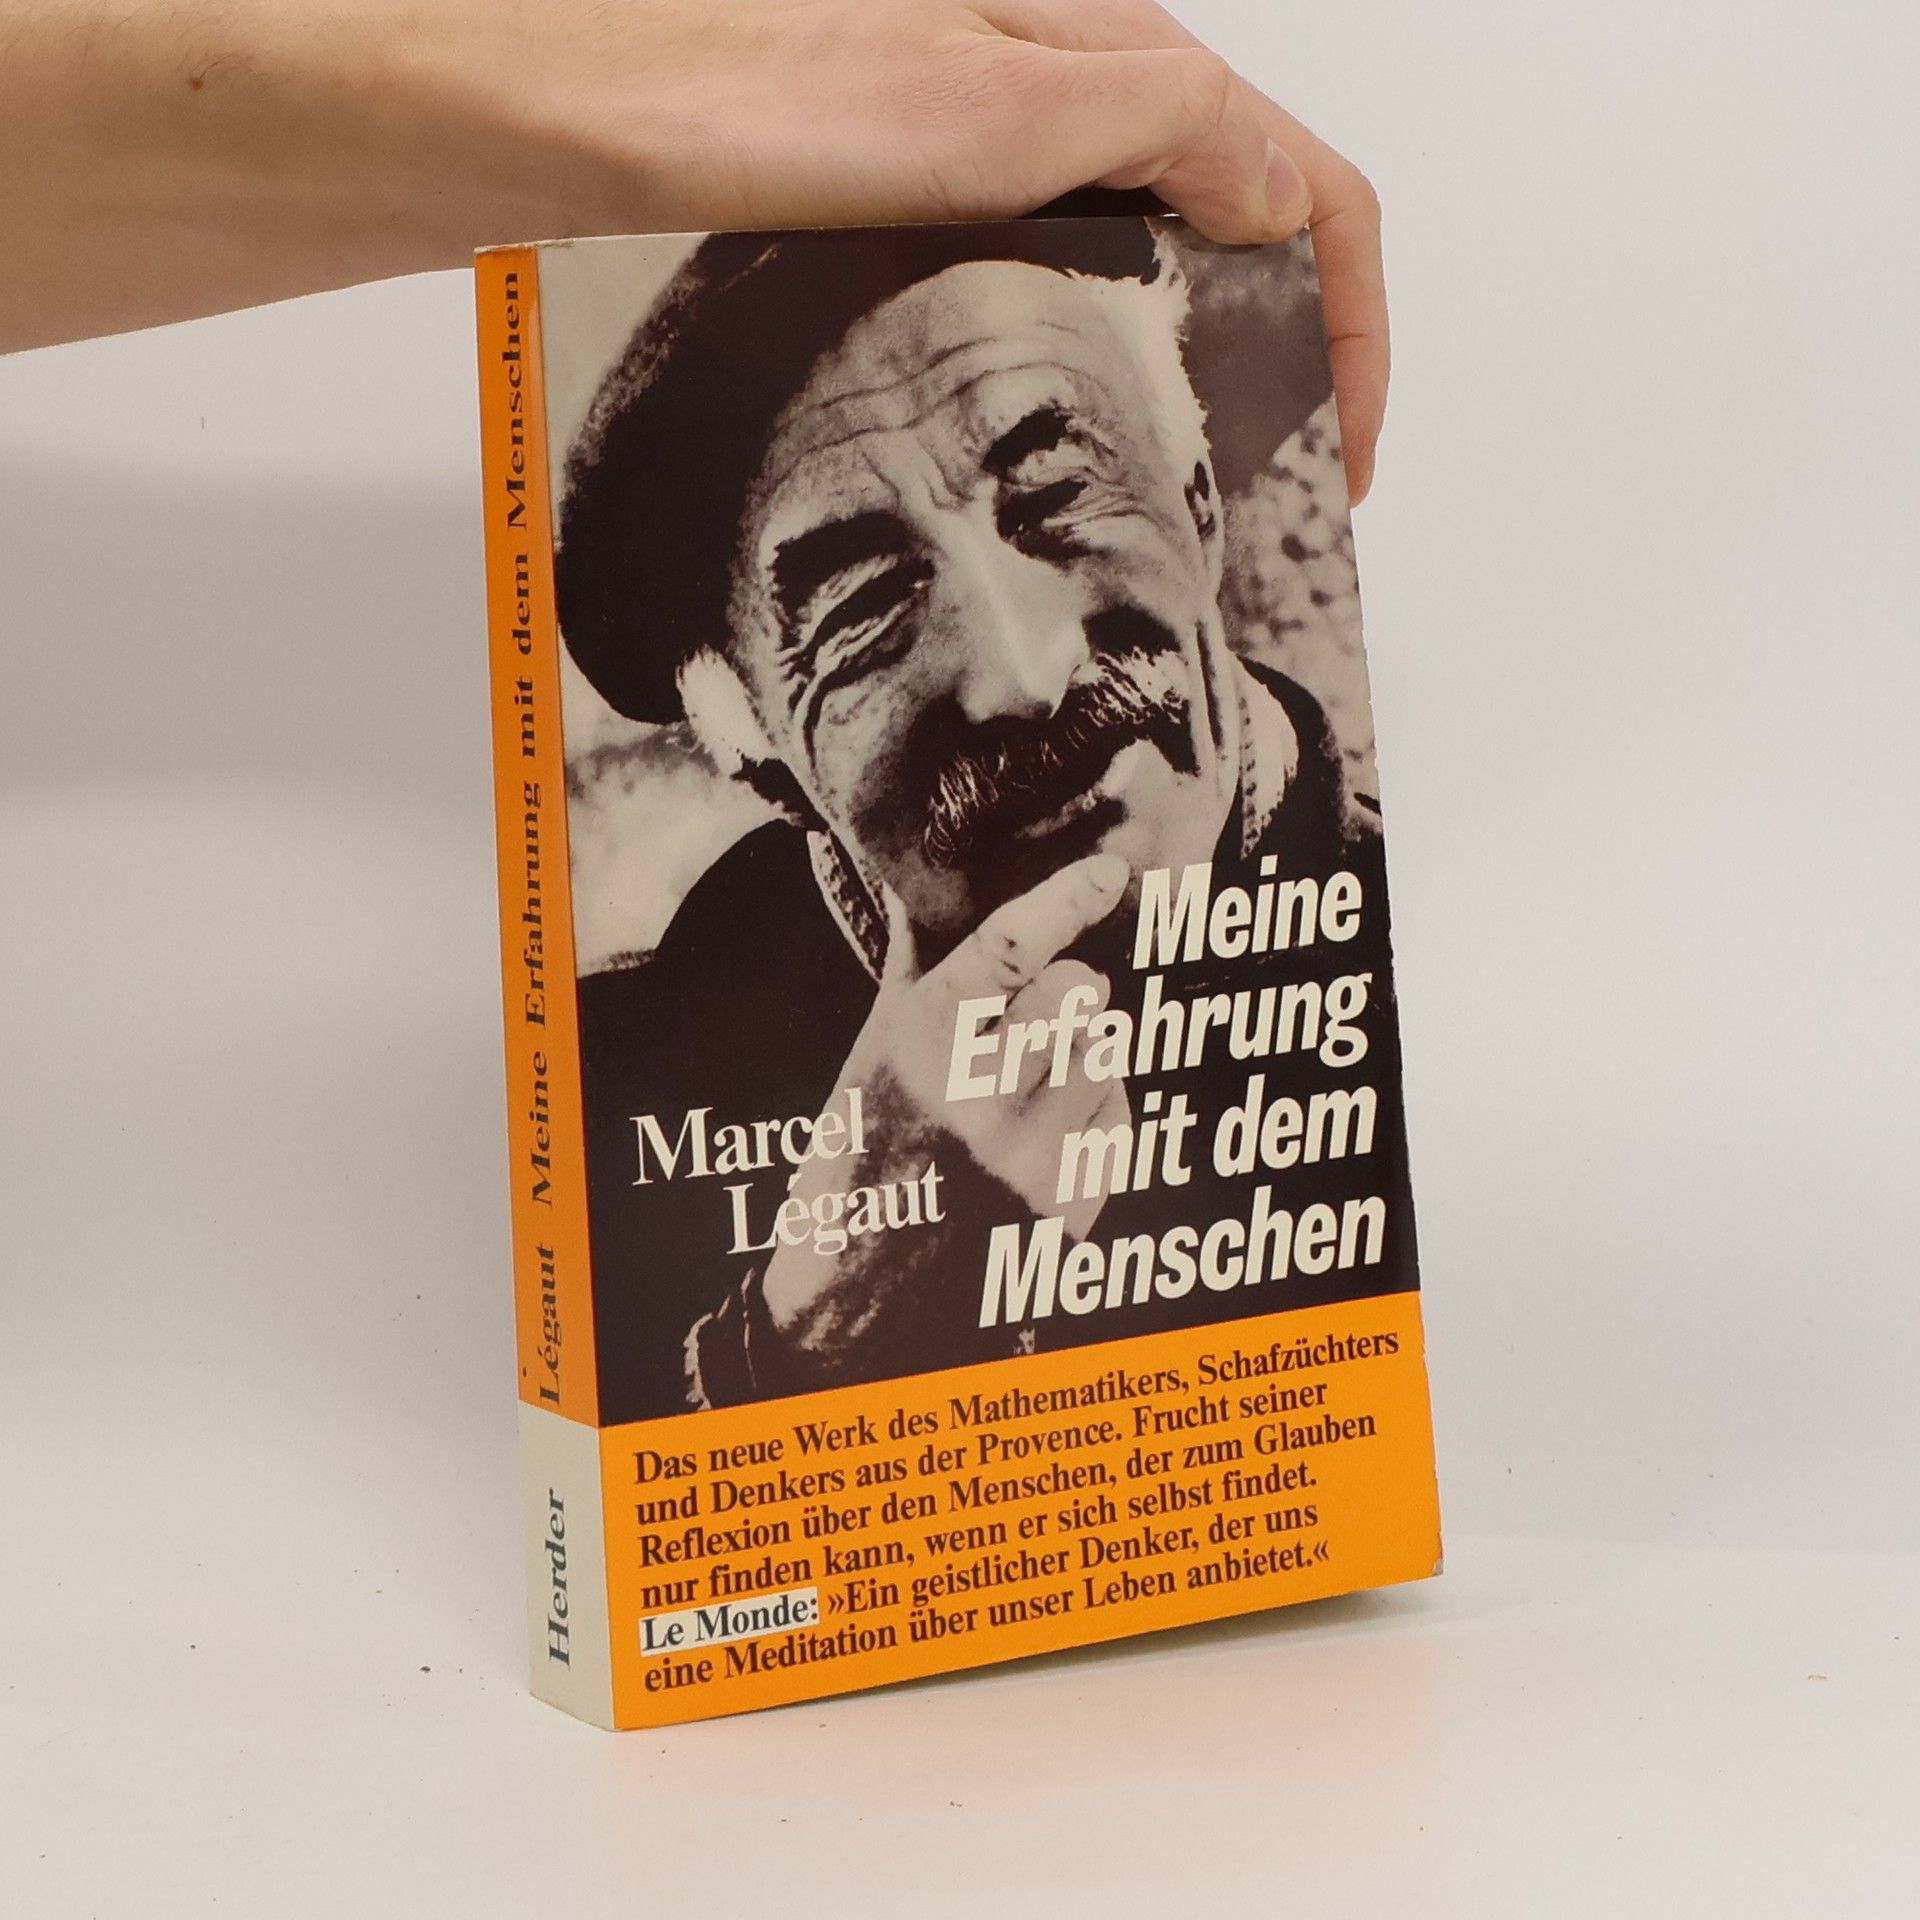 Légaut Meine Erfahrung mit dem Menschen
Herder
Marcel
Légaut
Meine
Erfahrung
mit dem
Menschen
Das neue Werk des Mathematikers, Schafzüchters
und Denkers aus der Provence. Frucht seiner
Reflexion über den Menschen, der zum Glauben
nur finden kann, wenn er sich selbst findet.
Le Monde: »Ein geistlicher Denker, der uns
eine Meditation über unser Leben anbietet.«